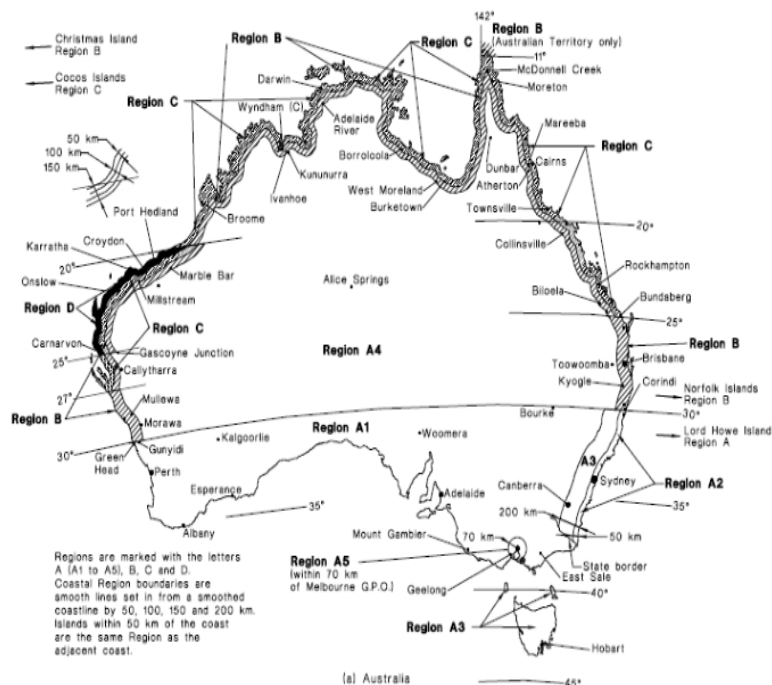 142°
Region B
(Australian Territory only)
11°
Christmas Island
Region B
Cocos Islands
Region C
Region B
Region C
McDonnell Creek
Moreton
Darwin
Region C
Wyndham (C)
Adelaide
River
Mareeba
Region C
50 km
100 km
150 km
Borroloola
Dunbar
Cairns
Kununurra
Atherton
Ivanhoe
West Moreland
Burketown
Townsville
Port Hedland
Broome
20°
Collinsville
Croydon
Karratha
20°
Marble Bar
Rockhampton
Onslow
Alice Springs
Biloela
Millstream
Bundaberg
Region D
Region C
25°
Carnarvon
Region B
Gascoyne Junction
Region A4
25°
Toowoomba
Brisbane
Callytharra
Kyogle
Corindi
27°
Norfolk Islands
Region B
Mullewa
Bourke
30°
Region B
Morawa
Region A1
Lord Howe Island
Region A
Kalgoorlie
Woomera
30°
Gunyidi
Green
Head
A3
Perth
Sydney
Region A2
Esperance
Adelaide
Canberra
35°
35°
200 km
Albany
Mount Gambier
70 km
50 km
State border
East Sale
Regions are marked with the letters
A (A1 to A5), B, C and D.
Coastal Region boundaries are
smooth lines set in from a smoothed
coastline by 50, 100, 150 and 200 km.
Islands within 50 km of the coast
are the same Region as the
adjacent coast.
Region A5
(within 70 km
of Melbourne G.P.O.)
Geelong
40°
Region A3
Hobart
(a) Australia
45°